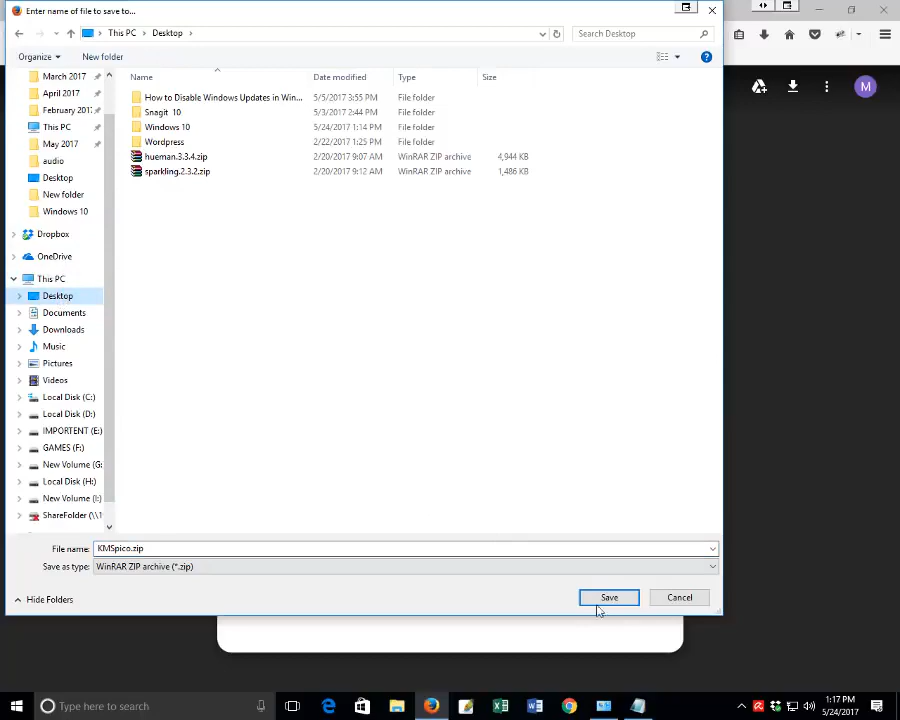 Enter name of file to save to...
This PC > Desktop >
Search Desktop
Organize
New folder
Name
Date modified
Type
Size
March 2017
April 2017
February 2017
This PC
May 2017
audio
Desktop
New folder
Windows 10
Dropbox
OneDrive
This PC
Desktop
Documents
Downloads
Music
Pictures
Videos
Local Disk (C:)
Local Disk (D:)
IMPORTENT (E:)
GAMES (F:)
New Volume (G:
Local Disk (H:)
New Volume (I:)
ShareFolder (\\1
How to Disable Windows Updates in Win... 5/5/2017 3:55 PM File folder
Snagit 10 5/3/2017 2:44 PM File folder
Windows 10 5/24/2017 1:14 PM File folder
Wordpress 2/22/2017 1:25 PM File folder
hueman.3.3.4.zip 2/20/2017 9:07 AM WinRAR ZIP archive 4,944 KB
sparkling.2.3.2.zip 2/20/2017 9:12 AM WinRAR ZIP archive 1,486 KB
File name: KMSpico.zip
Save as type: WinRAR ZIP archive (*.zip)
Hide Folders
Save
Cancel
M
Type here to search
1:17 PM
5/24/2017